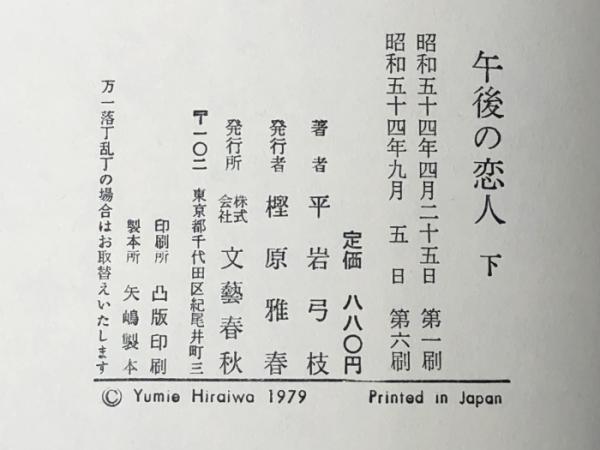 午後の恋人 下
昭和五十四年四月二十五日 第一刷
昭和五十四年九月 五 日 第六刷
定価 八八〇円
著者 平岩弓枝
発行者 樫原雅春
発行所 株式会社 文藝春秋
〒一〇二 東京都千代田区紀尾井町三
印刷所 凸版印刷
製本所 矢嶋製本
万一落丁乱丁の場合はお取替えいたします
© Yumie Hiraiwa 1979 Printed in Japan